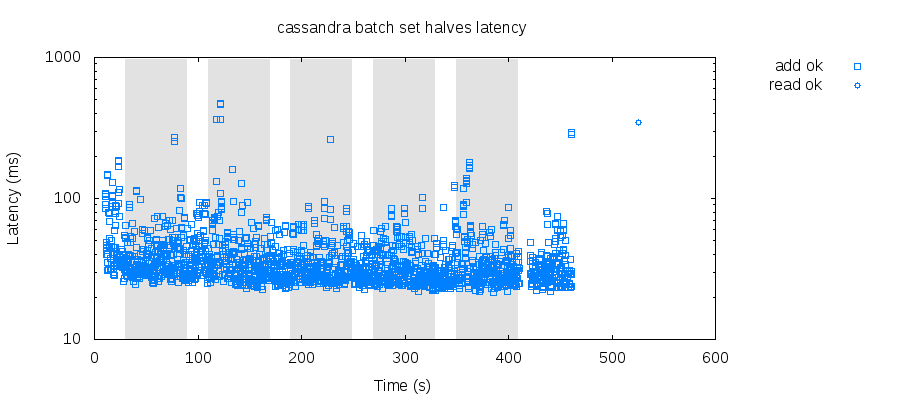 cassandra batch set halves latency
1000
100
10
Latency (ms)
0 100 200 300 400 500 600
Time (s)
add ok
read ok